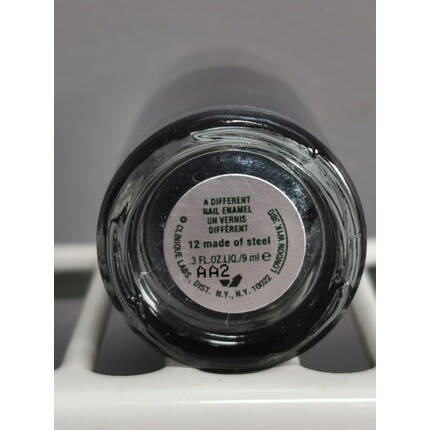 A DIFFERENT
NAIL ENAMEL
UN VERNIS
DIFFÉRENT
12 made of steel
.3 FL.OZ.LIQ./9 ml ℮
AA2
© CLINIQUE LABS., DIST. N.Y., N.Y. 10022 LONDON W1K 3BQ